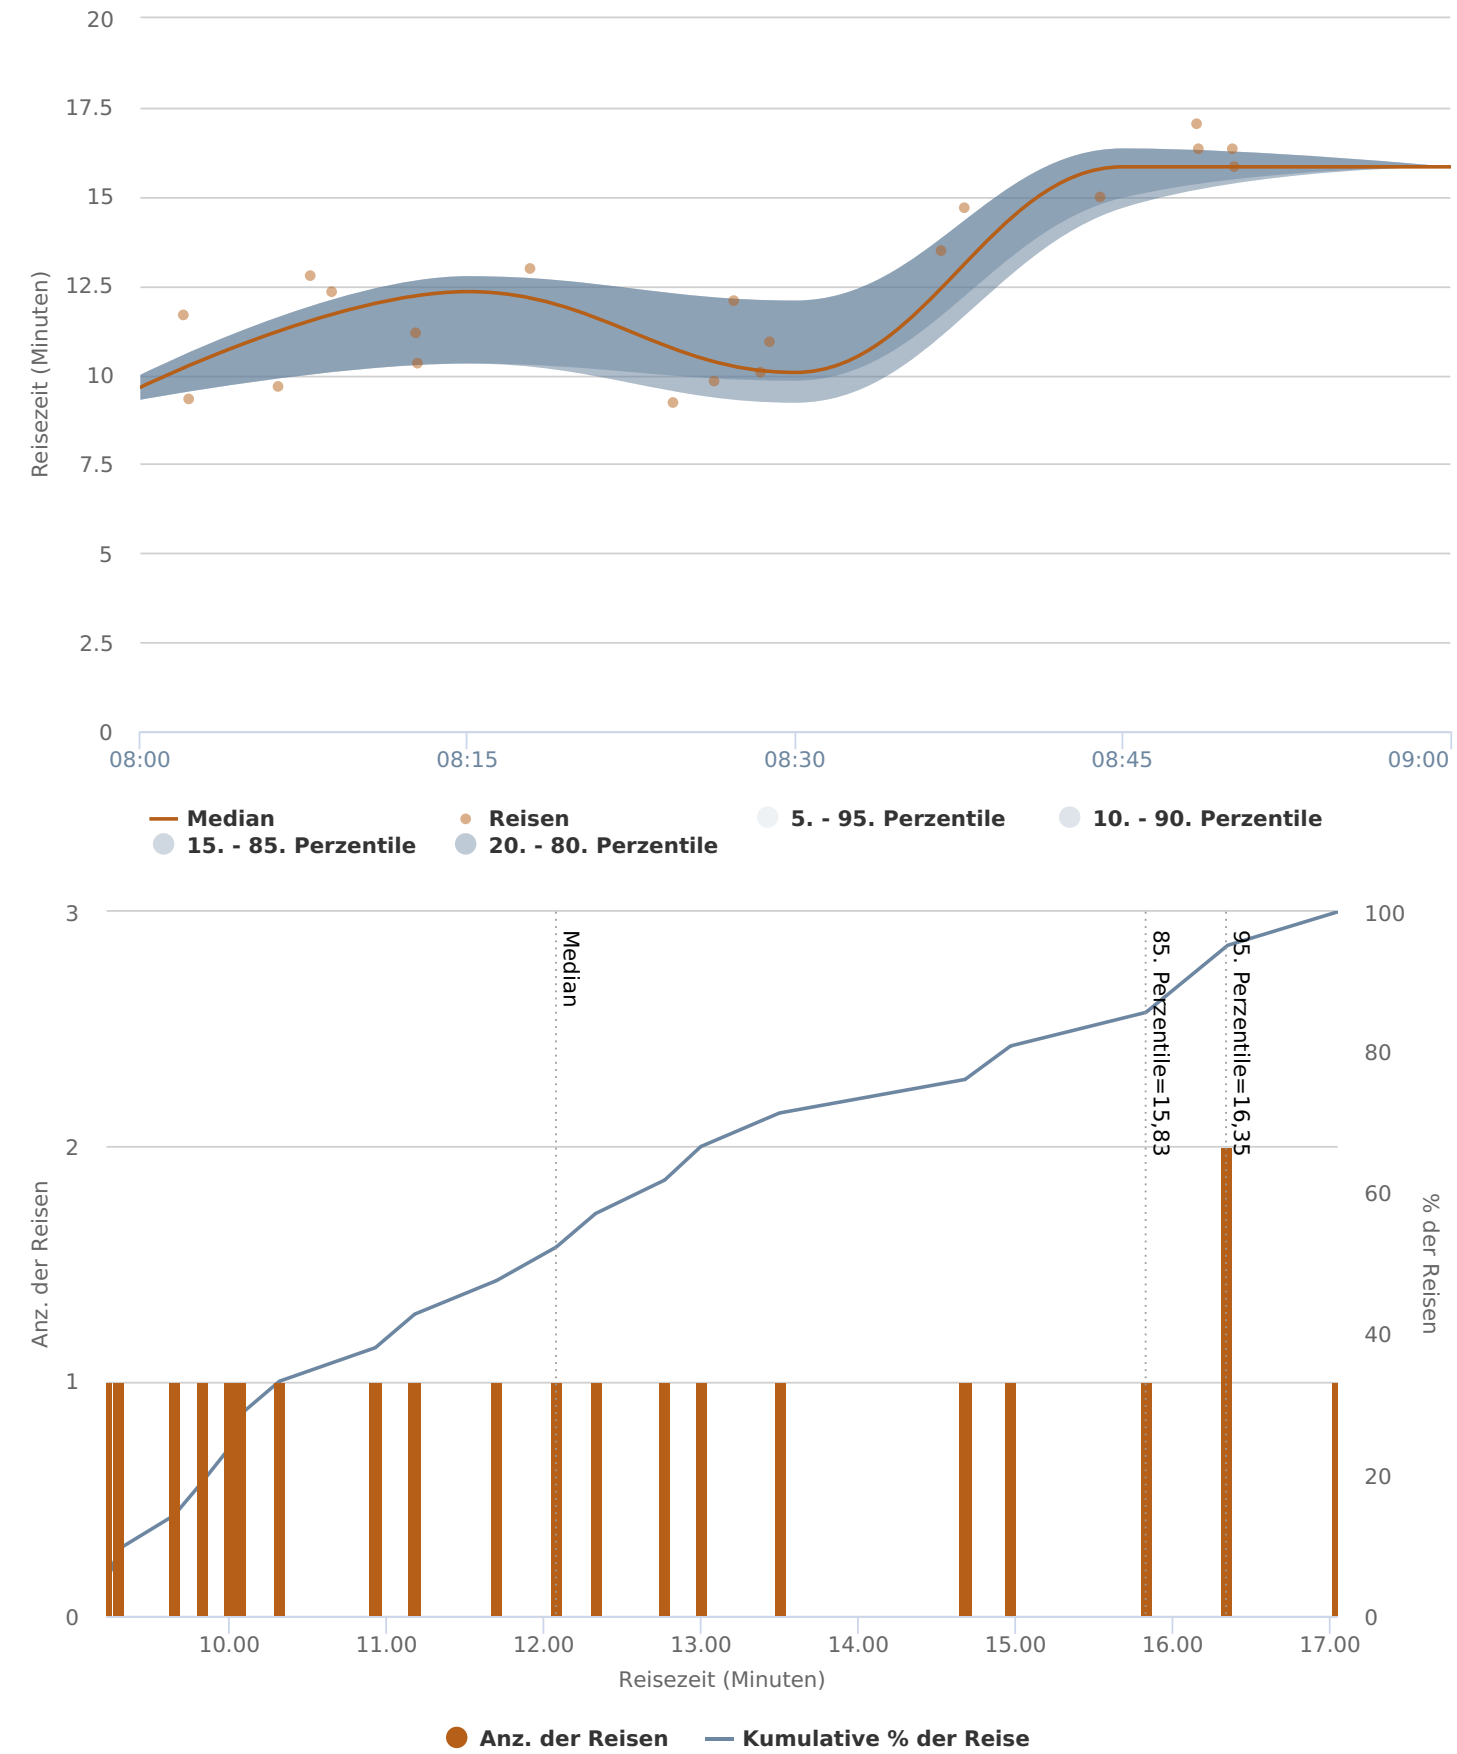 20
17.5
15
12.5
10
7.5
5
2.5
0
Reisezeit (Minuten)
08:00 08:15 08:30 08:45 09:00
Median Reisen 5. - 95. Perzentile 10. - 90. Perzentile
15. - 85. Perzentile 20. - 80. Perzentile
3
2
1
0
Anz. der Reisen
Median
85. Perzentile=15,83
95. Perzentile=16,35
100
80
60
40
20
0
% der Reisen
10.00 11.00 12.00 13.00 14.00 15.00 16.00 17.00
Reisezeit (Minuten)
Anz. der Reisen Kumulative % der Reise